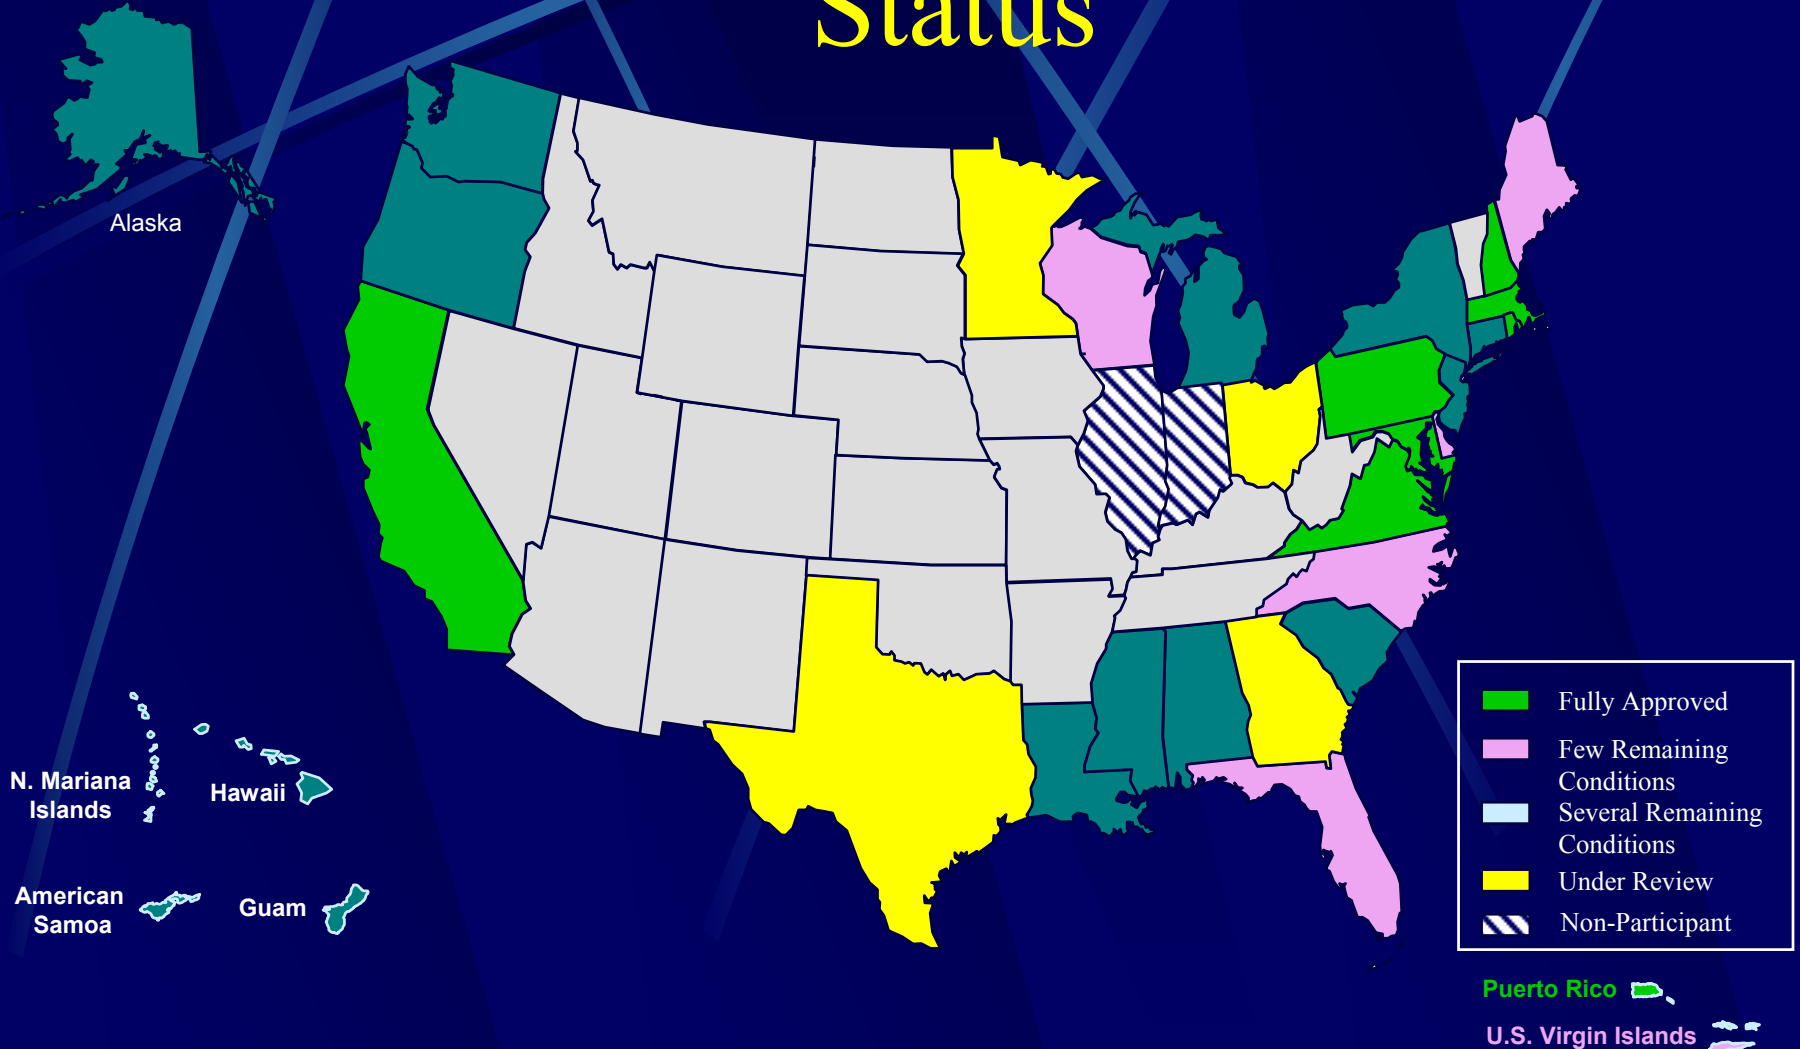 Status
Alaska
N. Mariana
Islands
Hawaii
American
Samoa
Guam
Fully Approved
Few Remaining
Conditions
Several Remaining
Conditions
Under Review
Non-Participant
Puerto Rico
U.S. Virgin Islands